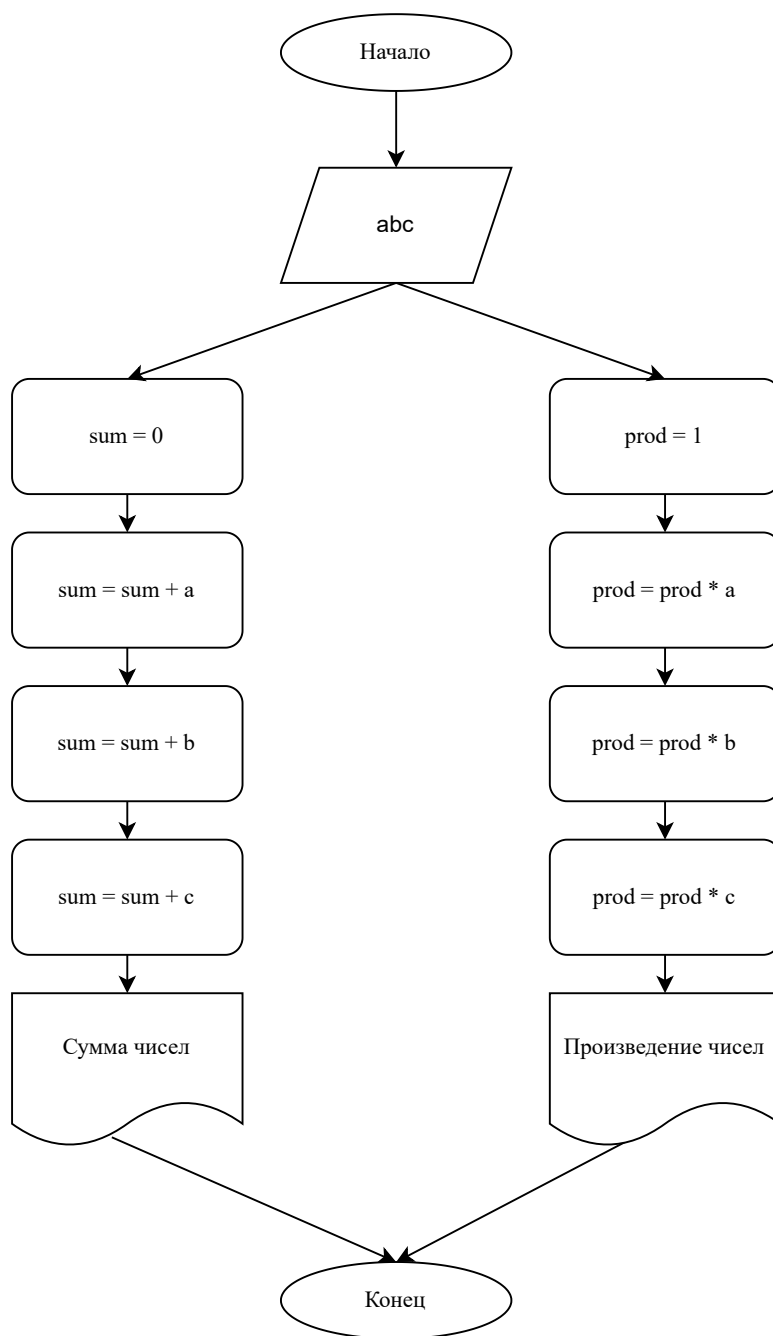 Начало
abc
sum = 0
prod = 1
sum = sum + a
prod = prod * a
sum = sum + b
prod = prod * b
sum = sum + c
prod = prod * c
Сумма чисел
Произведение чисел
Конец